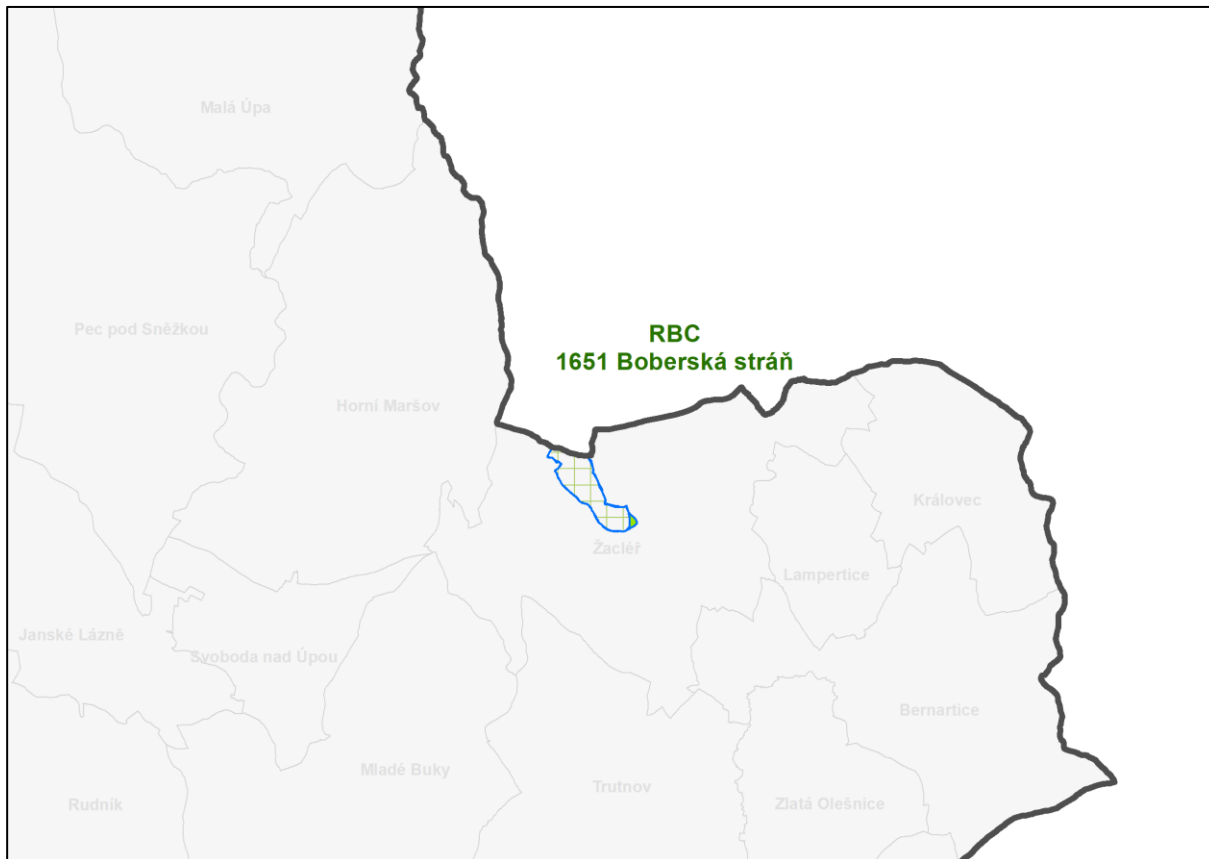 Malá Úpa
Pec pod Sněžkou
RBC
1651 Boberská stráň
Horní Maršov
Královec
Žacléř
Lampertice
Janské Lázně
Svoboda nad Úpou
Bernartice
Mladé Buky
Trutnov
Rudník
Zlatá Olešnice